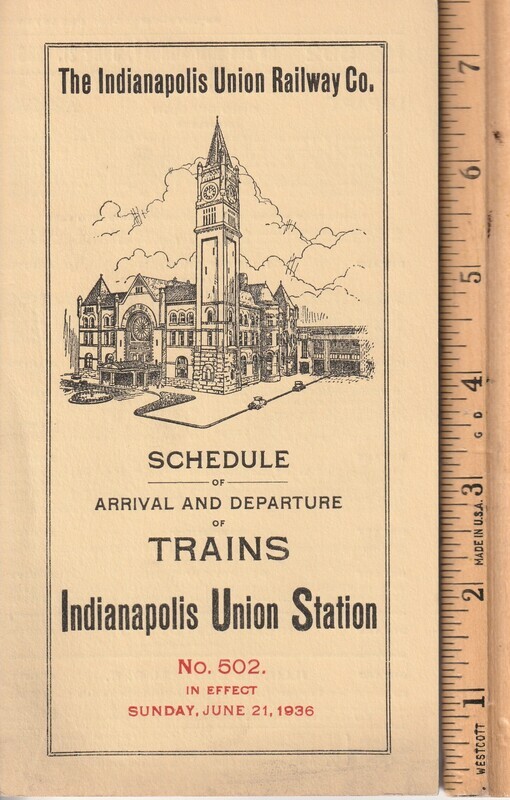 The Indianapolis Union Railway Co.
SCHEDULE
OF
ARRIVAL AND DEPARTURE
OF
TRAINS
Indianapolis Union Station
No. 502.
IN EFFECT
SUNDAY, JUNE 21, 1936
7
6
5
4
3
2
1
G D
MADE IN U.S.A.
WESTCOTT